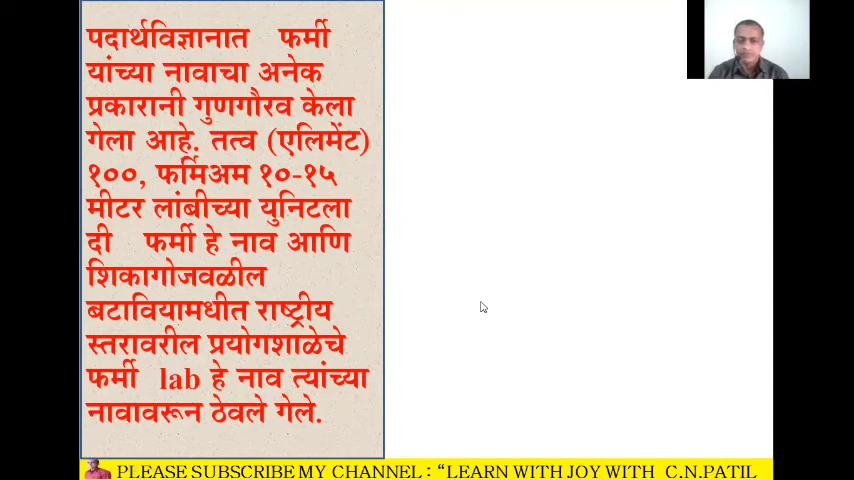 पदार्थविज्ञानात फर्मी
यांच्या नावाचा अनेक
प्रकारानी गुणगौरव केला
गेला आहे. तत्व (एलिमेंट)
१००, फर्मिअम १०-१५
मीटर लांबीच्या युनिटला
दी फर्मी हे नाव आणि
शिकागोजवळील
बटावियामधीत राष्ट्रीय
स्तरावरील प्रयोगशाळेचे
फर्मी lab हे नाव त्यांच्या
नावावरून ठेवले गेले.
PLEASE SUBSCRIBE MY CHANNEL : “LEARN WITH JOY WITH C.N.PATIL